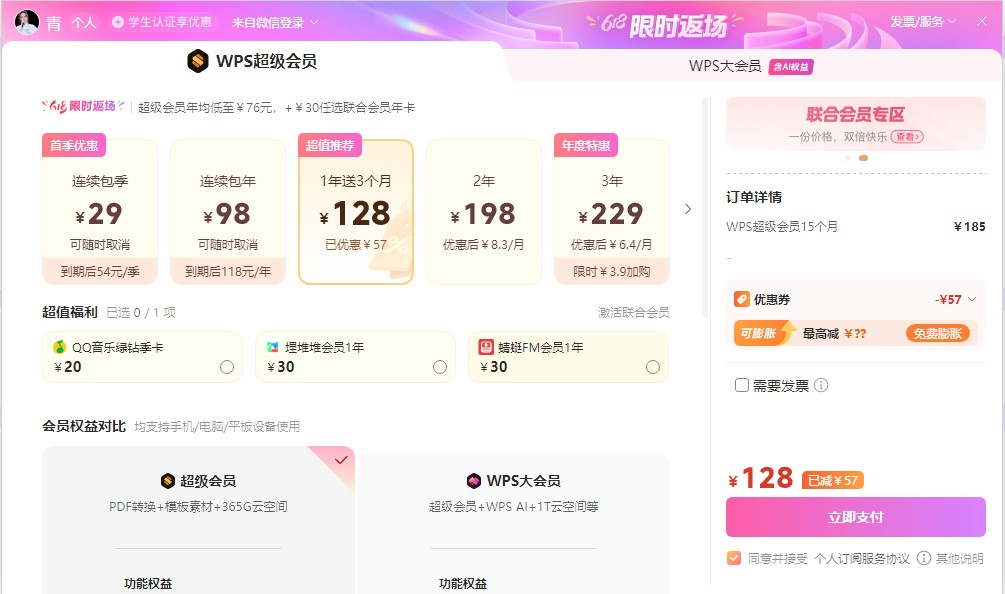 青 个人 学生认证享优惠 来自微信登录
618 限时返场
发票/服务
WPS超级会员
WPS大会员 含AI权益
618 限时返场 超级会员年均低至￥76元，+￥30任选联合会员年卡
首季优惠
连续包季
￥29
可随时取消
到期后54元/季
连续包年
￥98
可随时取消
到期后118元/年
超值推荐
1年送3个月
￥128
已优惠￥57
2年
￥198
优惠后￥8.3/月
年度特惠
3年
￥229
优惠后￥6.4/月
限时￥3.9加购
超值福利 已选 0 / 1 项
激活联合会员
QQ音乐绿钻季卡
￥20
埋堆堆会员1年
￥30
蜻蜓FM会员1年
￥30
会员权益对比 均支持手机/电脑/平板设备使用
超级会员
PDF转换+模板素材+365G云空间
功能权益
WPS大会员
超级会员+WPS AI+1T云空间等
功能权益
联合会员专区
一份价格，双倍快乐 查看>
订单详情
WPS超级会员15个月 ￥185
-
优惠券 -￥57
可膨胀 最高减 ￥?? 免费膨胀
需要发票
￥128 已减￥57
立即支付
同意并接受 个人订阅服务协议 其他说明